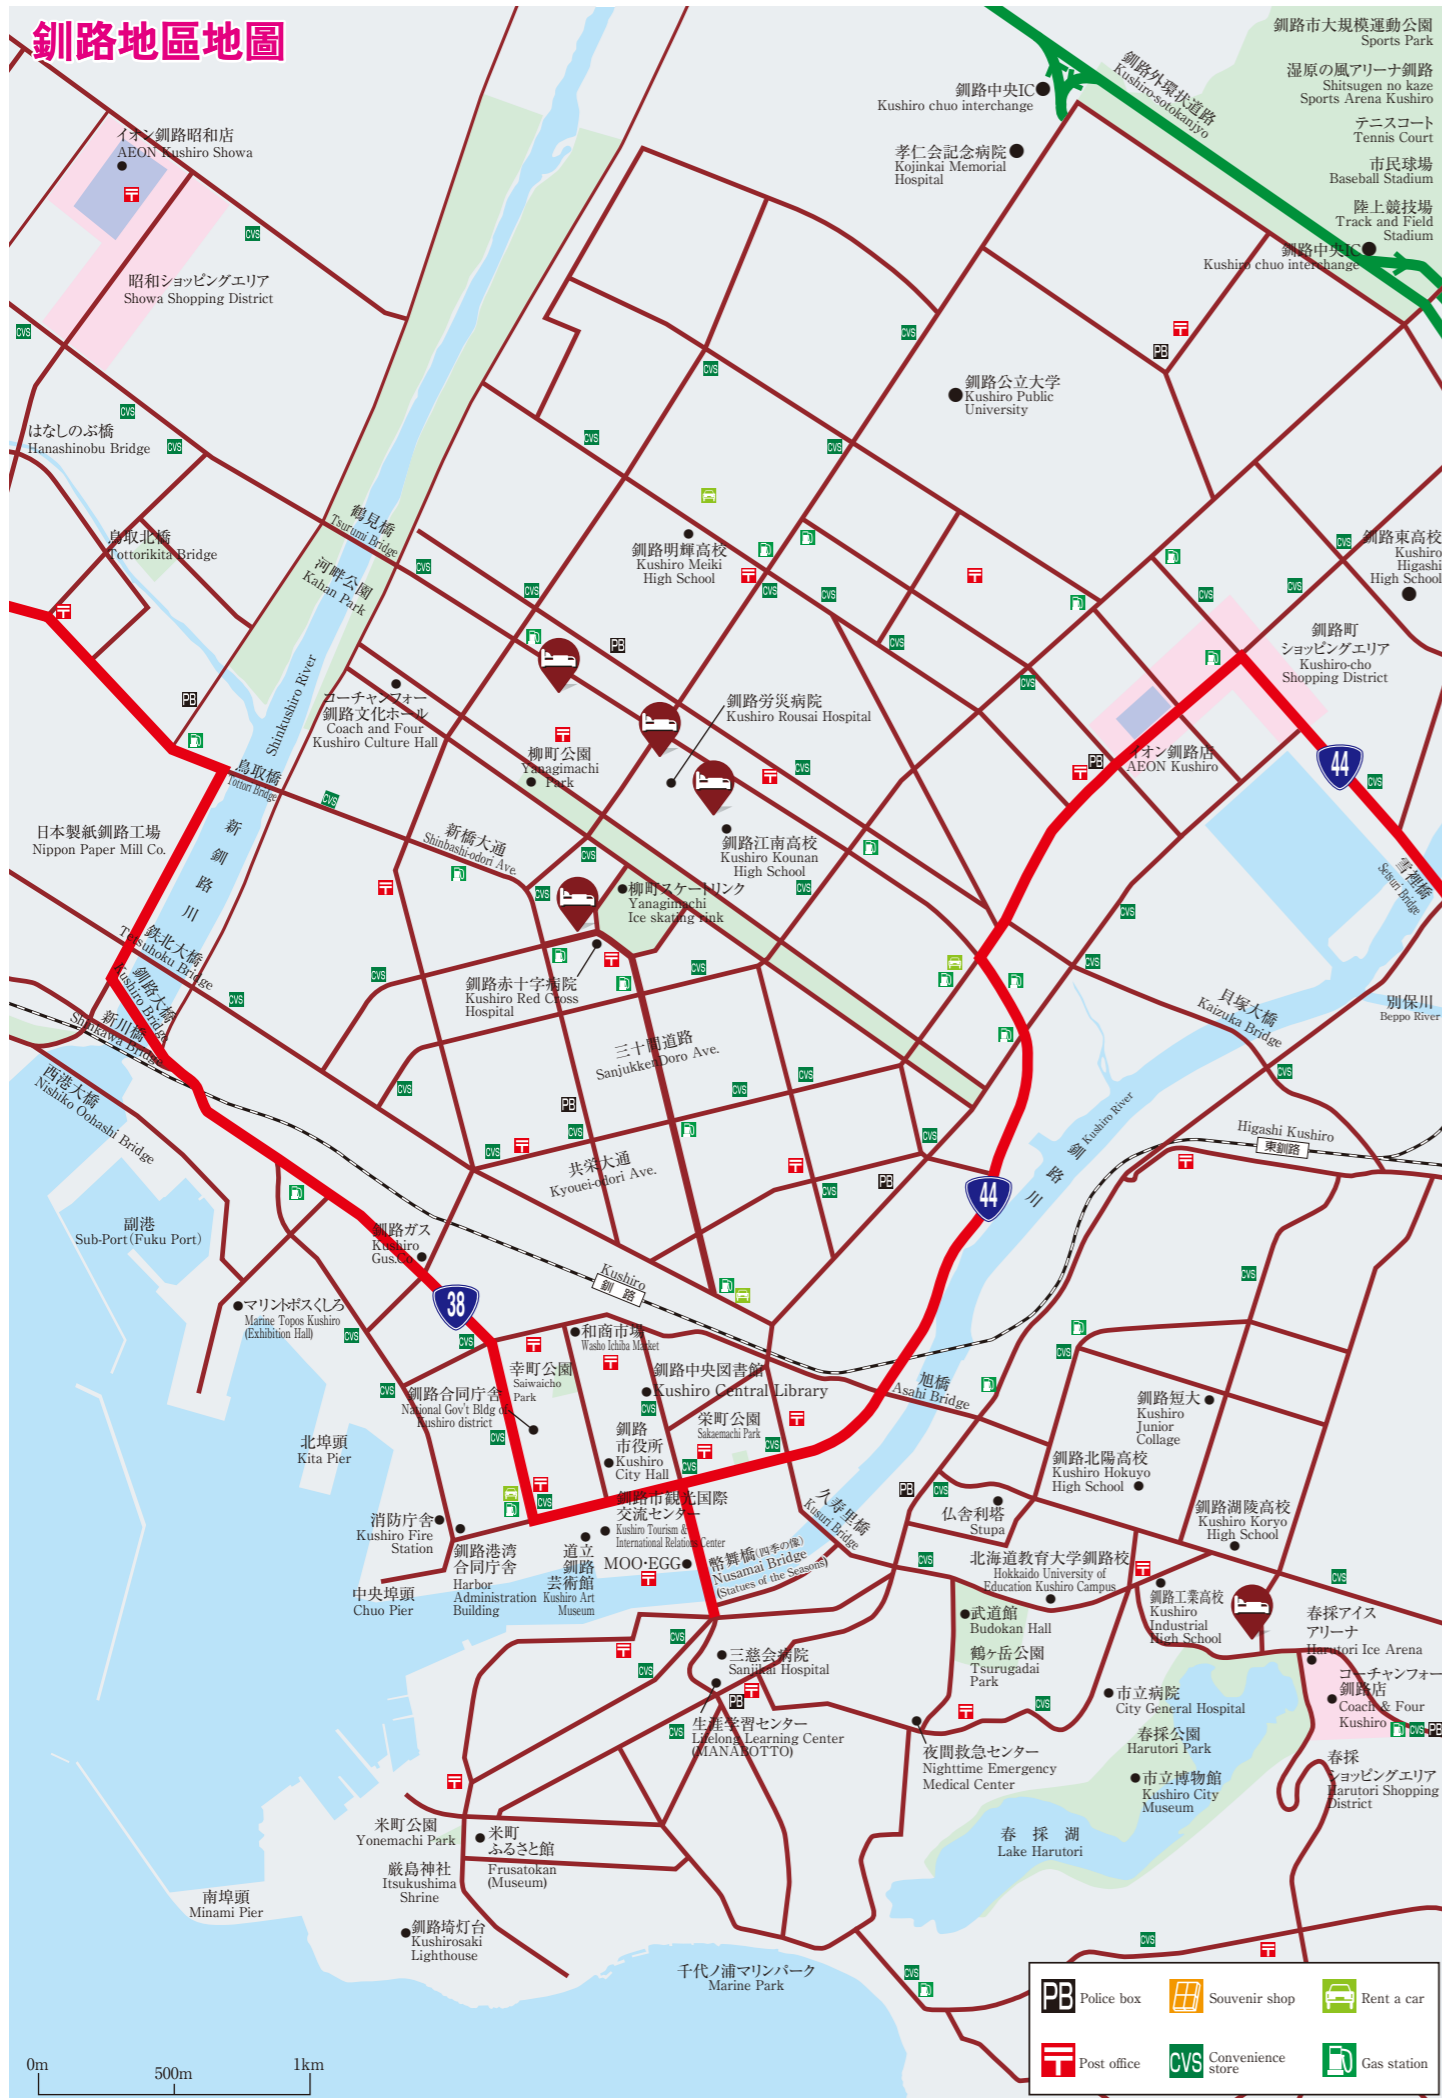 釧路地區地圖
釧路市大規模運動公園
Sports Park
湿原の風アリーナ釧路
Shitsugen no kaze
Sports Arena Kushiro
テニスコート
Tennis Court
市民球場
Baseball Stadium
陸上競技場
Track and Field
Stadium
釧路外環状道路
Kushiro-sotokanjyo
釧路中央IC
Kushiro chuo interchange
孝仁会記念病院
Kojinkai Memorial
Hospital
釧路中央IC
Kushiro chuo interchange
イオン釧路昭和店
AEON Kushiro Showa
昭和ショッピングエリア
Showa Shopping District
釧路公立大学
Kushiro Public
University
はなしのぶ橋
Hanashinobu Bridge
鳥取北橋
Tottorikita Bridge
鶴見橋
Tsurumi Bridge
河畔公園
Kahan Park
釧路明輝高校
Kushiro Meiki
High School
釧路東高校
Kushiro
Higashi
High School
釧路町
ショッピングエリア
Kushiro-cho
Shopping District
Shinkushiro River
コーチャンフォー
釧路文化ホール
Coach and Four
Kushiro Culture Hall
釧路労災病院
Kushiro Rousai Hospital
柳町公園
Yanagimachi
Park
イオン釧路店
AEON Kushiro
44
鳥取橋
Tottori Bridge
日本製紙釧路工場
Nippon Paper Mill Co.
新釧路川
新橋大通
Shinbashi-odori Ave.
釧路江南高校
Kushiro Kounan
High School
柳町スケートリンク
Yanagimachi
Ice skating rink
雪裡橋
Setsuri Bridge
鉄北大橋
Tetsuhoku Bridge
釧路大橋
Kushiro Bridge
新川橋
Shinkawa Bridge
釧路赤十字病院
Kushiro Red Cross
Hospital
貝塚大橋
Kaizuka Bridge
別保川
Beppo River
三十間道路
SanjukkenDoro Ave.
西港大橋
Nishiko Oohashi Bridge
共栄大通
Kyouei-odori Ave.
Kushiro River
釧路川
Higashi Kushiro
東釧路
44
副港
Sub-Port(Fuku Port)
釧路ガス
Kushiro
Gus.Co
Kushiro
釧路
38
マリントポスくしろ
Marine Topos Kushiro
(Exhibition Hall)
和商市場
Washo Ichiba Market
幸町公園
Saiwaicho
Park
釧路中央図書館
Kushiro Central Library
釧路合同庁舎
National Gov't Bldg of
Kushiro district
旭橋
Asahi Bridge
釧路短大
Kushiro
Junior
Collage
栄町公園
Sakaemachi Park
釧路
市役所
Kushiro
City Hall
北埠頭
Kita Pier
釧路北陽高校
Kushiro Hokuyo
High School
釧路市観光国際
交流センター
Kushiro Tourism &
International Relations Center
久寿里橋
Kusuri Bridge
仏舎利塔
Stupa
釧路湖陵高校
Kushiro Koryo
High School
消防庁舎
Kushiro Fire
Station
釧路港湾
合同庁舎
Harbor
Administration
Building
道立
釧路
芸術館
Kushiro Art
Museum
MOO・EGG
幣舞橋(四季の像)
Nusamai Bridge
(Statues of the Seasons)
北海道教育大学釧路校
Hokkaido University of
Education Kushiro Campus
中央埠頭
Chuo Pier
釧路工業高校
Kushiro
Industrial
High School
武道館
Budokan Hall
春採アイス
アリーナ
Harutori Ice Arena
三慈会病院
Sanjikai Hospital
鶴ヶ岳公園
Tsurugadai
Park
コーチャンフォー
釧路店
Coach & Four
Kushiro
市立病院
City General Hospital
生涯学習センター
Lifelong Learning Center
(MANABOTTO)
春採公園
Harutori Park
夜間救急センター
Nighttime Emergency
Medical Center
春採
ショッピングエリア
Harutori Shopping
District
市立博物館
Kushiro City
Museum
米町公園
Yonemachi Park
米町
ふるさと館
Frusatokan
(Museum)
春採湖
Lake Harutori
厳島神社
Itsukushima
Shrine
南埠頭
Minami Pier
釧路埼灯台
Kushirosaki
Lighthouse
千代ノ浦マリンパーク
Marine Park
PB Police box
Souvenir shop
Rent a car
Post office
CVS Convenience
store
Gas station
0m
500m
1km